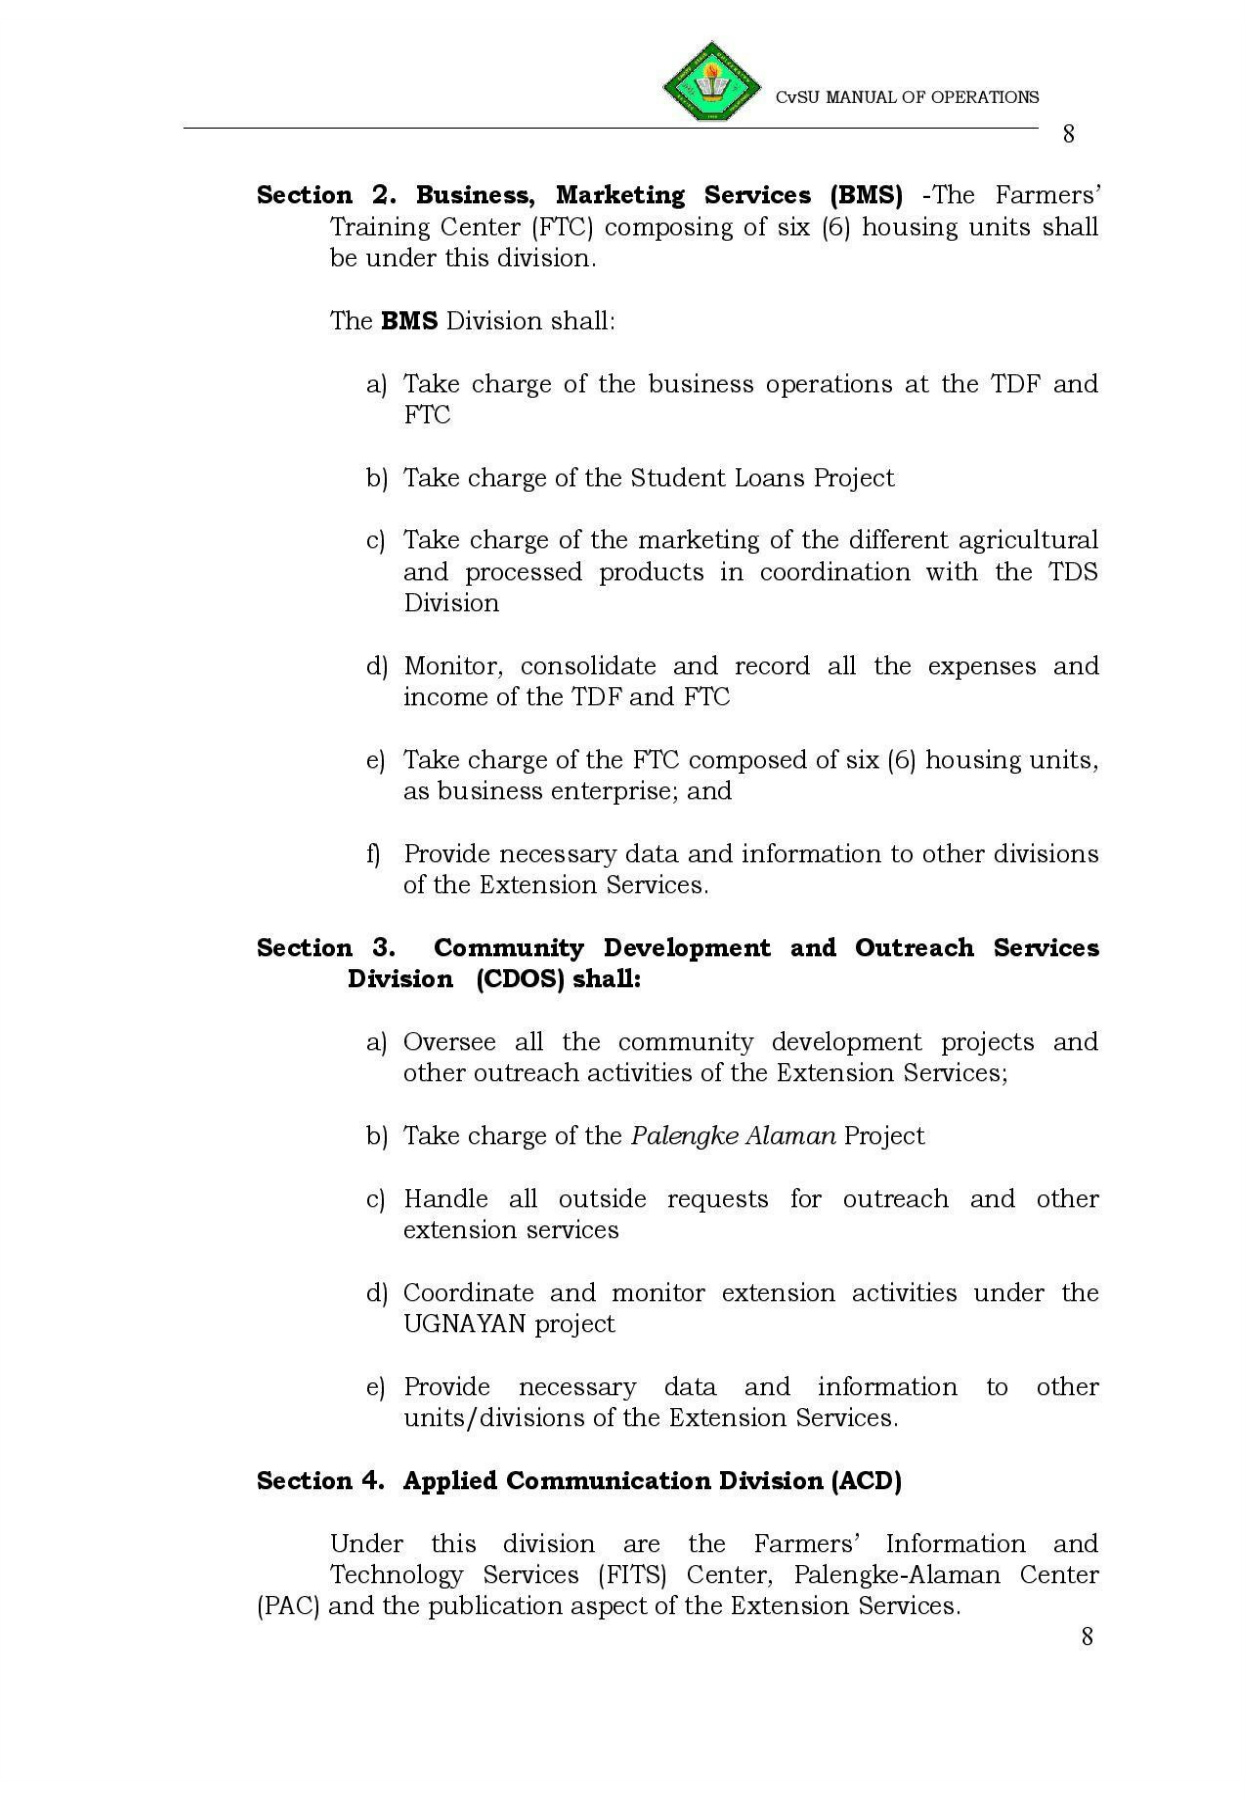 CvSU MANUAL OF OPERATIONS
8
Section 2. Business, Marketing Services (BMS) -The Farmers’
Training Center (FTC) composing of six (6) housing units shall
be under this division.
The BMS Division shall:
a) Take charge of the business operations at the TDF and
FTC
b) Take charge of the Student Loans Project
c) Take charge of the marketing of the different agricultural
and processed products in coordination with the TDS
Division
d) Monitor, consolidate and record all the expenses and
income of the TDF and FTC
e) Take charge of the FTC composed of six (6) housing units,
as business enterprise; and
f) Provide necessary data and information to other divisions
of the Extension Services.
Section 3. Community Development and Outreach Services
Division (CDOS) shall:
a) Oversee all the community development projects and
other outreach activities of the Extension Services;
b) Take charge of the Palengke Alaman Project
c) Handle all outside requests for outreach and other
extension services
d) Coordinate and monitor extension activities under the
UGNAYAN project
e) Provide necessary data and information to other
units/divisions of the Extension Services.
Section 4. Applied Communication Division (ACD)
Under this division are the Farmers’ Information and
Technology Services (FITS) Center, Palengke-Alaman Center
(PAC) and the publication aspect of the Extension Services.
8